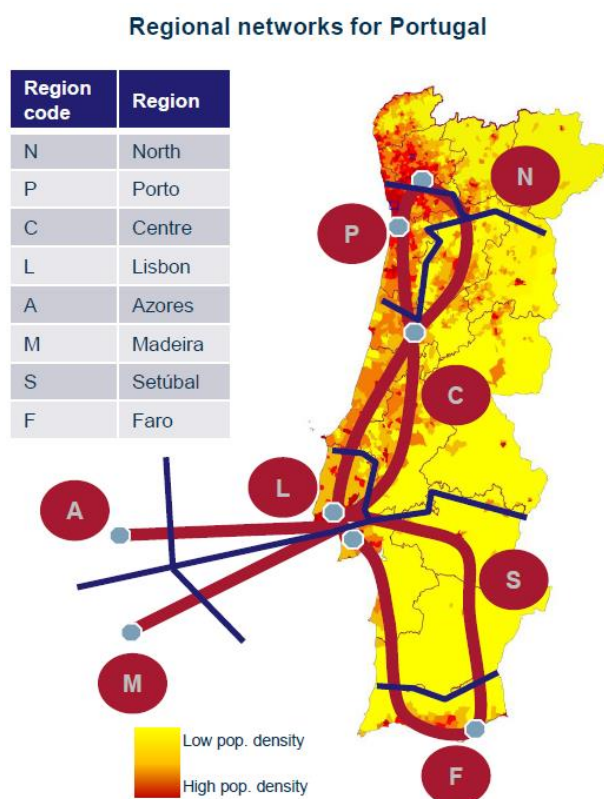 Regional networks for Portugal
Region code Region
N North
P Porto
C Centre
L Lisbon
A Azores
M Madeira
S Setúbal
F Faro
N
P
C
L
A
S
M
F
Low pop. density
High pop. density